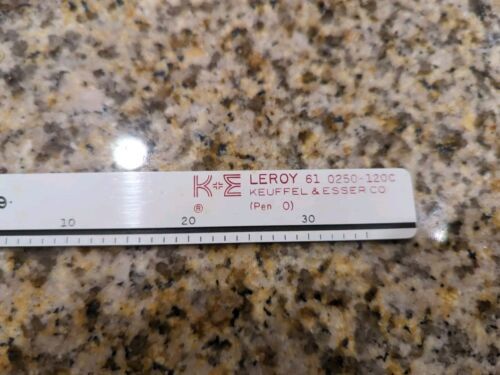 K+E LEROY 61 0250-120C
KEUFFEL & ESSER CO
® (Pen 0)
10 20 30